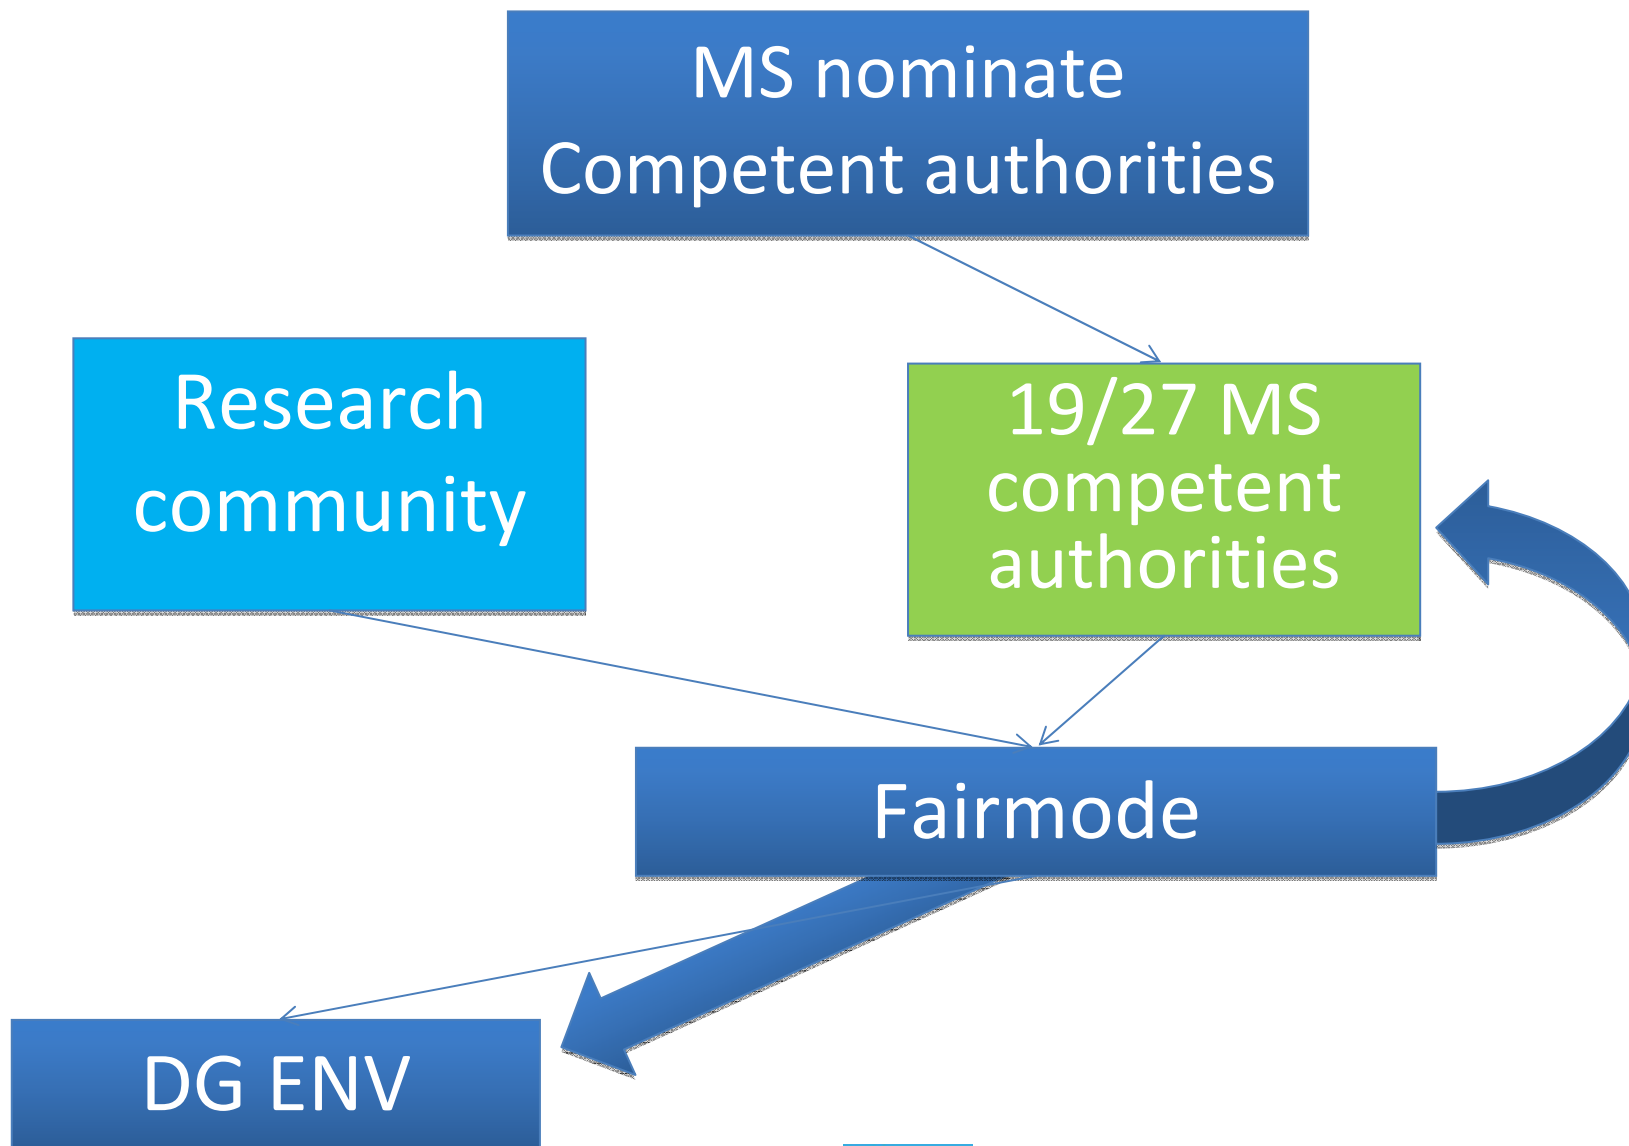 MS nominate
Competent authorities
Research
community
19/27 MS
competent
authorities
Fairmode
DG ENV